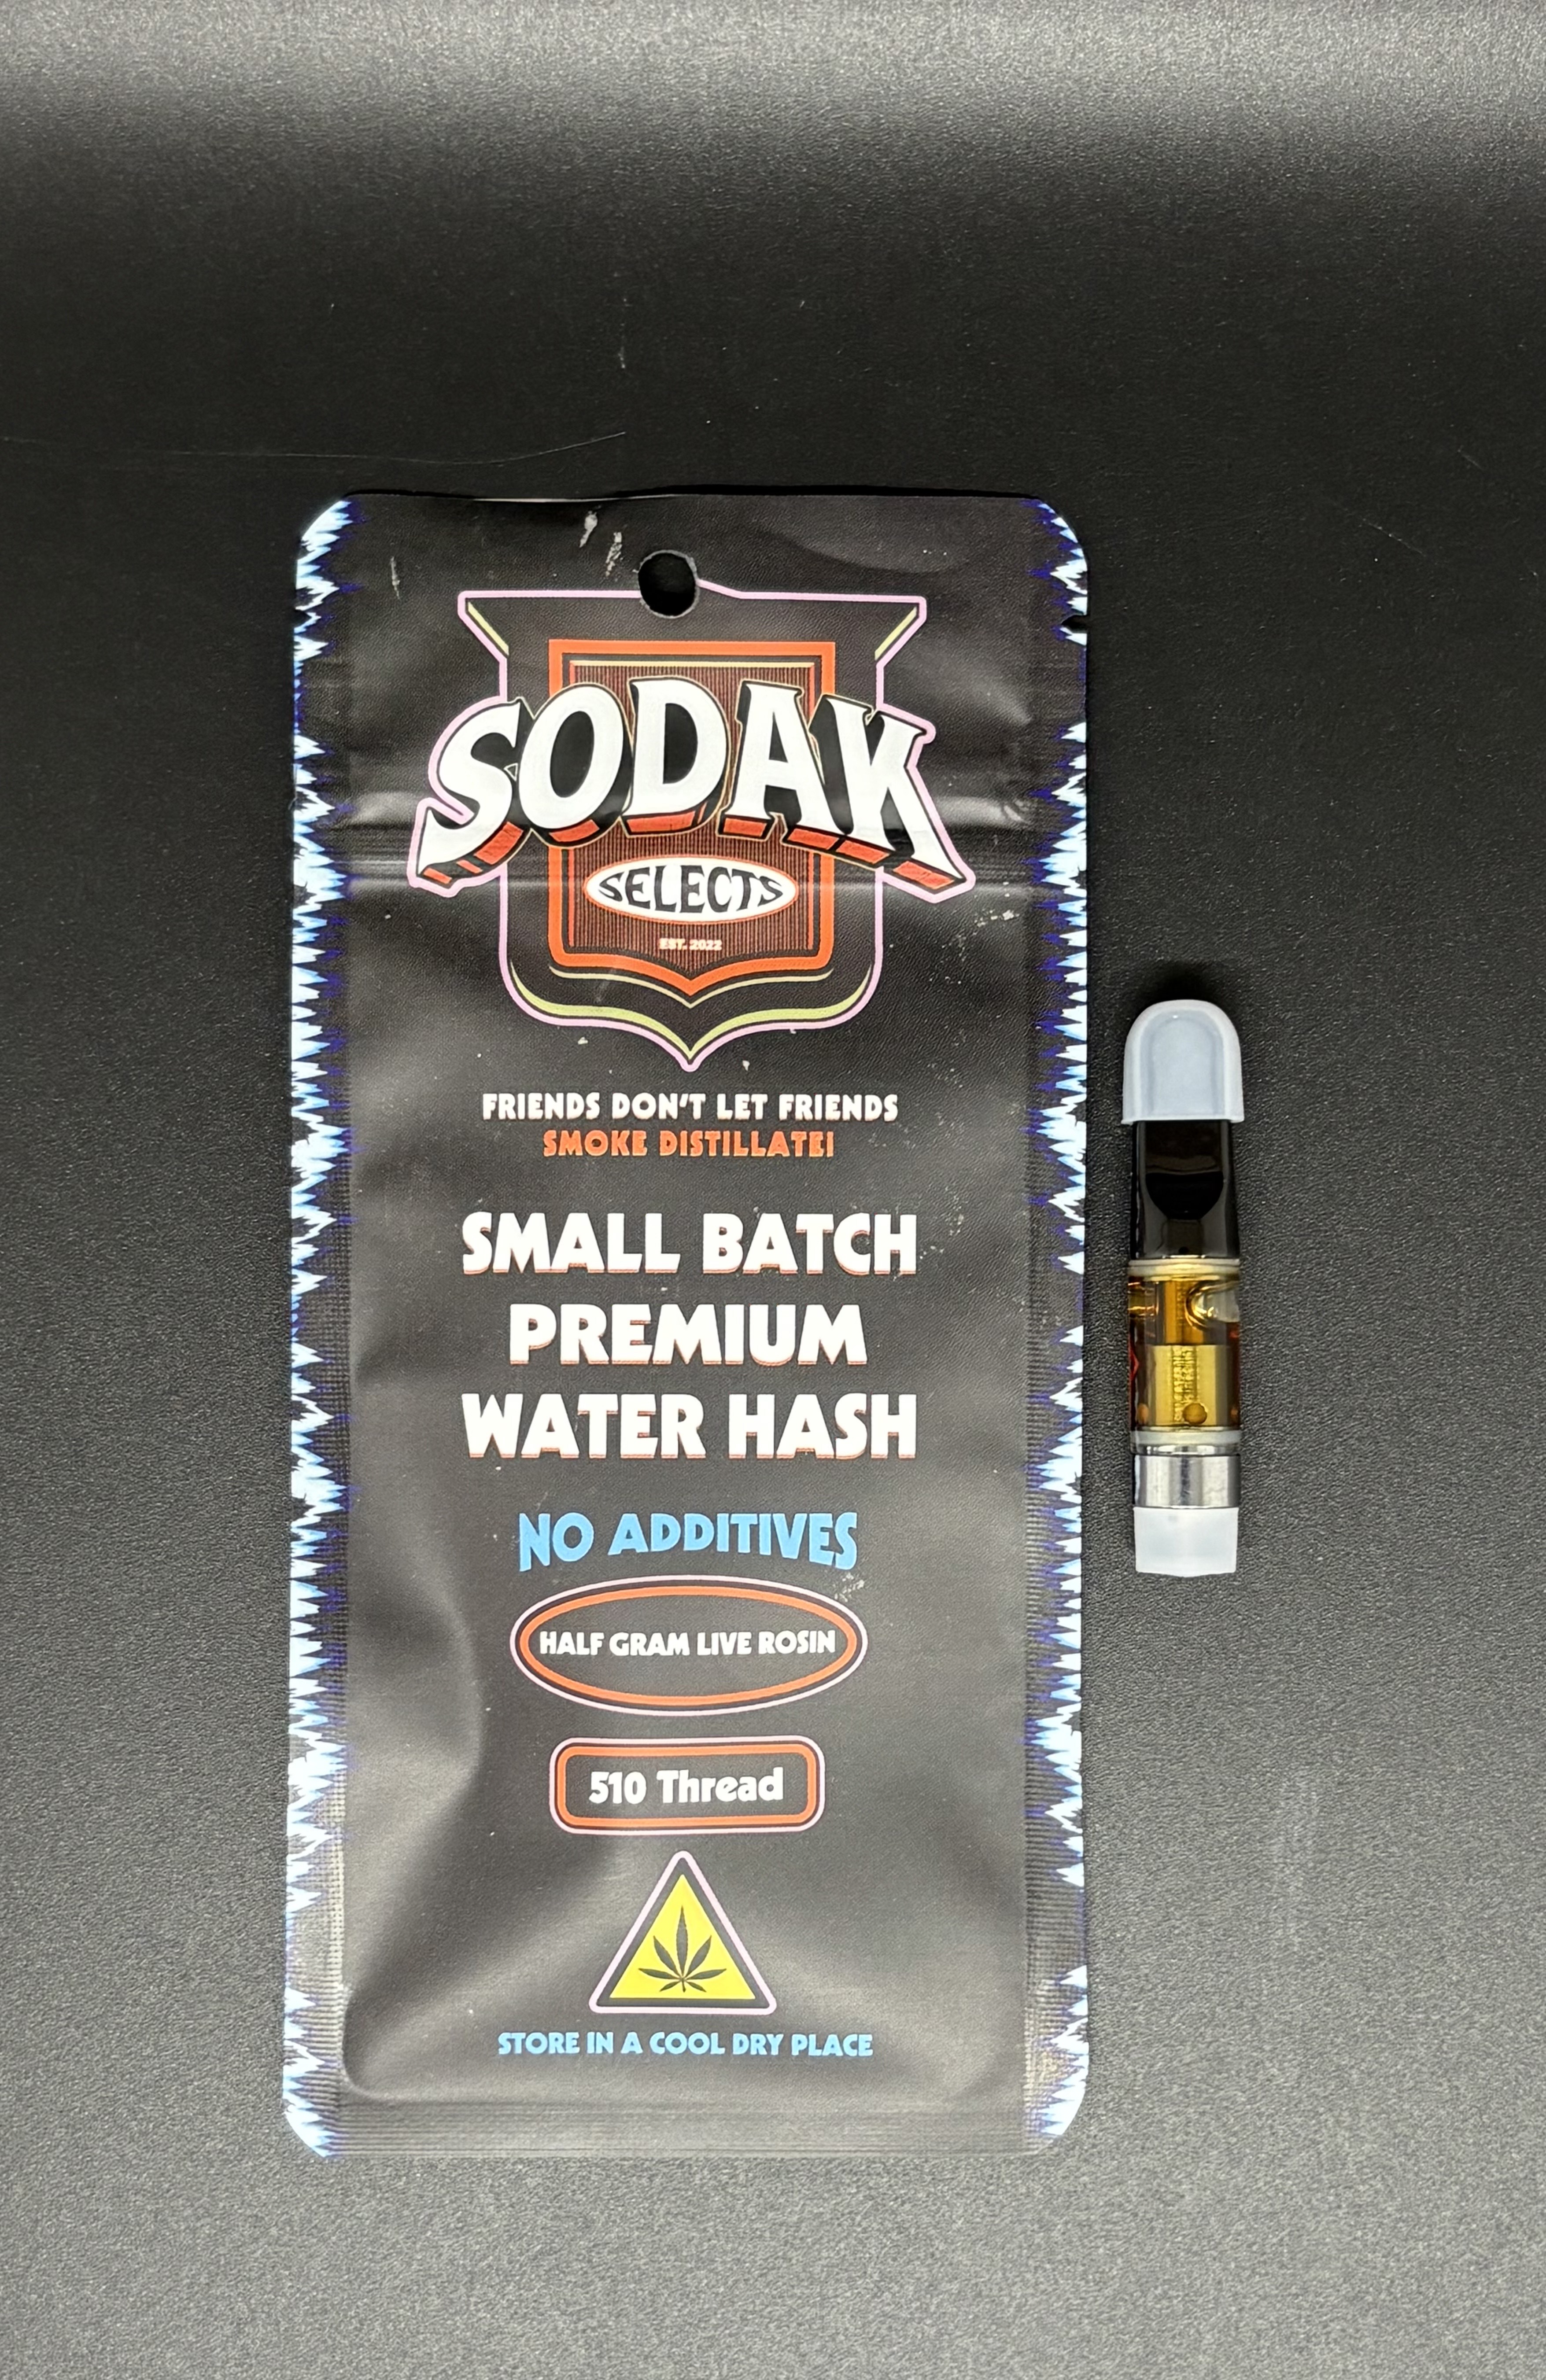 SODAK
SELECTS
EST. 2022
FRIENDS DON'T LET FRIENDS
SMOKE DISTILLATE!
SMALL BATCH
PREMIUM
WATER HASH
NO ADDITIVES
HALF GRAM LIVE ROSIN
510 Thread
STORE IN A COOL DRY PLACE